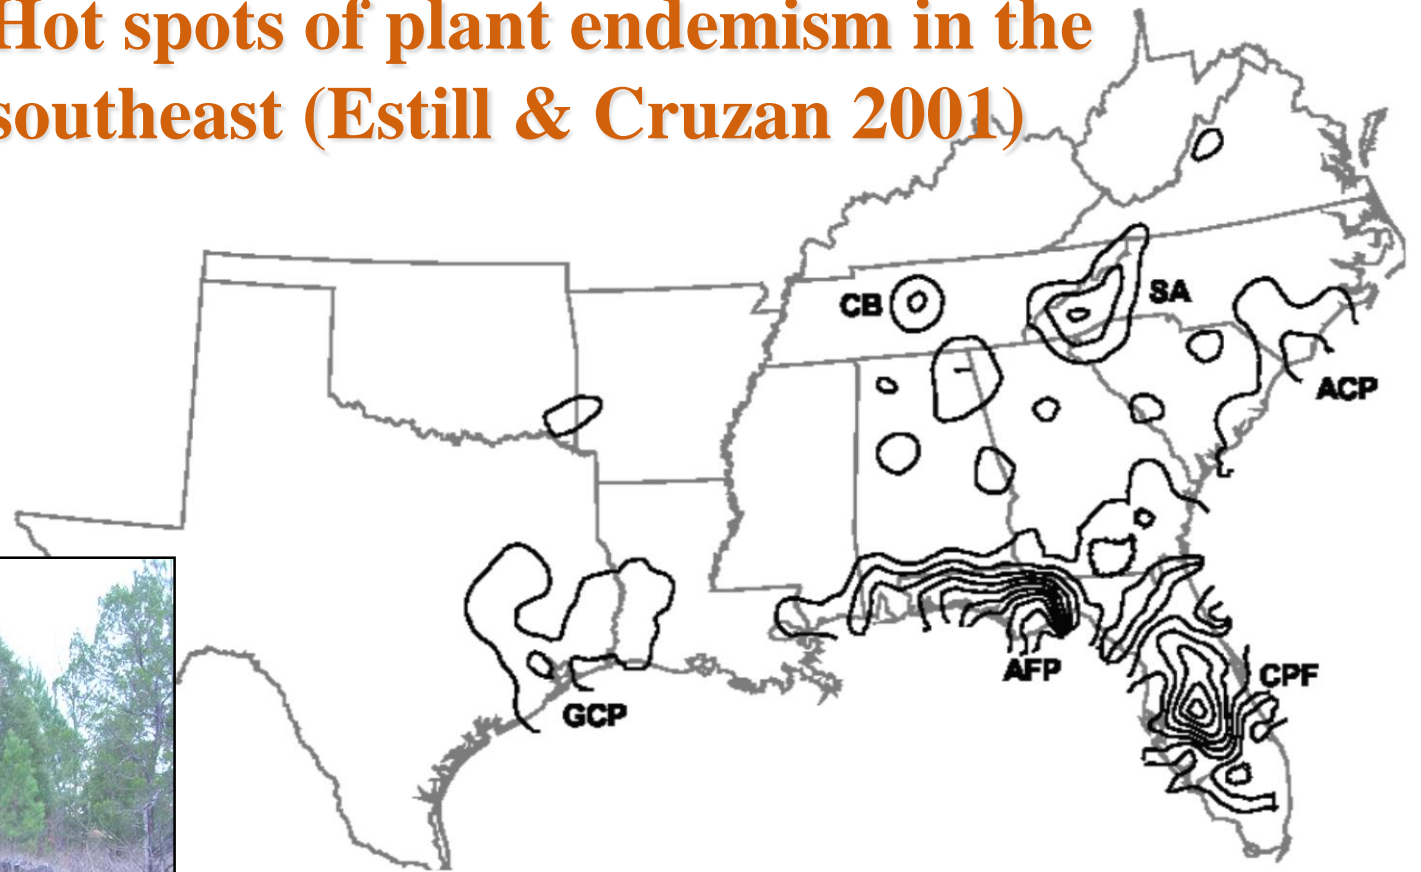 Hot spots of plant endemism in the
southeast (Estill & Cruzan 2001)
CB
SA
ACP
AFP
CPF
GCP